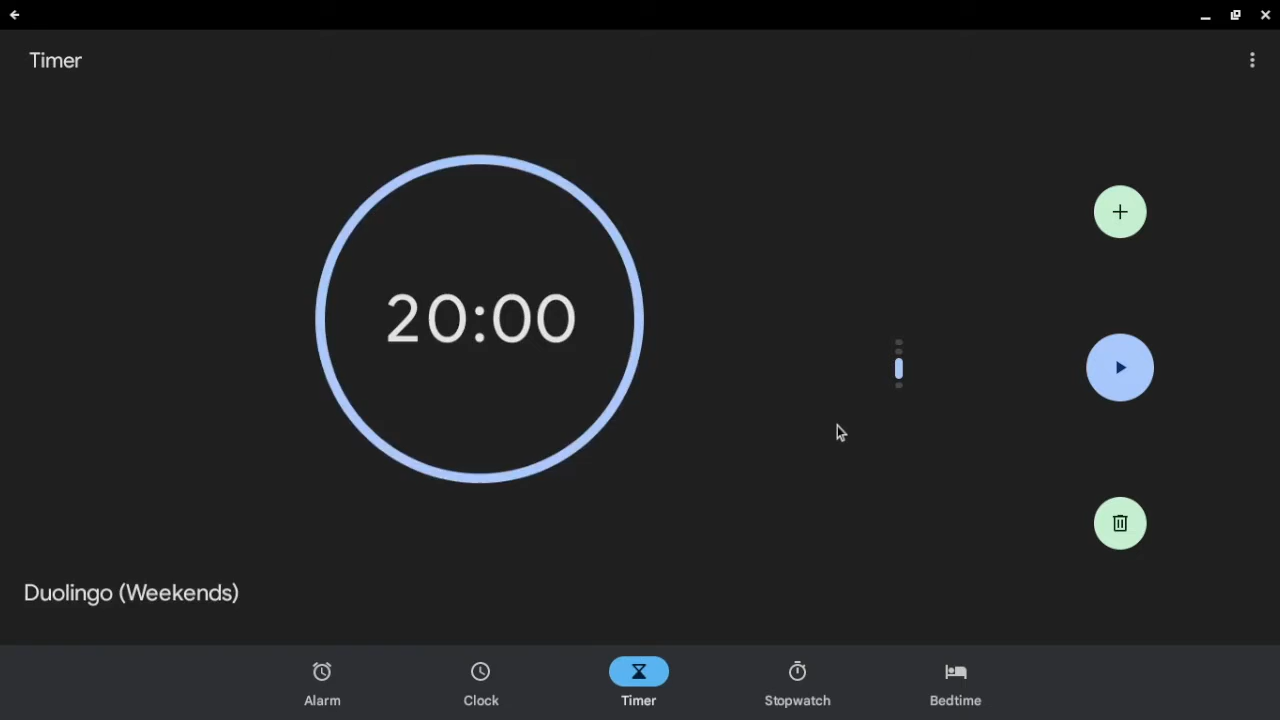 Timer
20:00
Duolingo (Weekends)
Alarm
Clock
Timer
Stopwatch
Bedtime